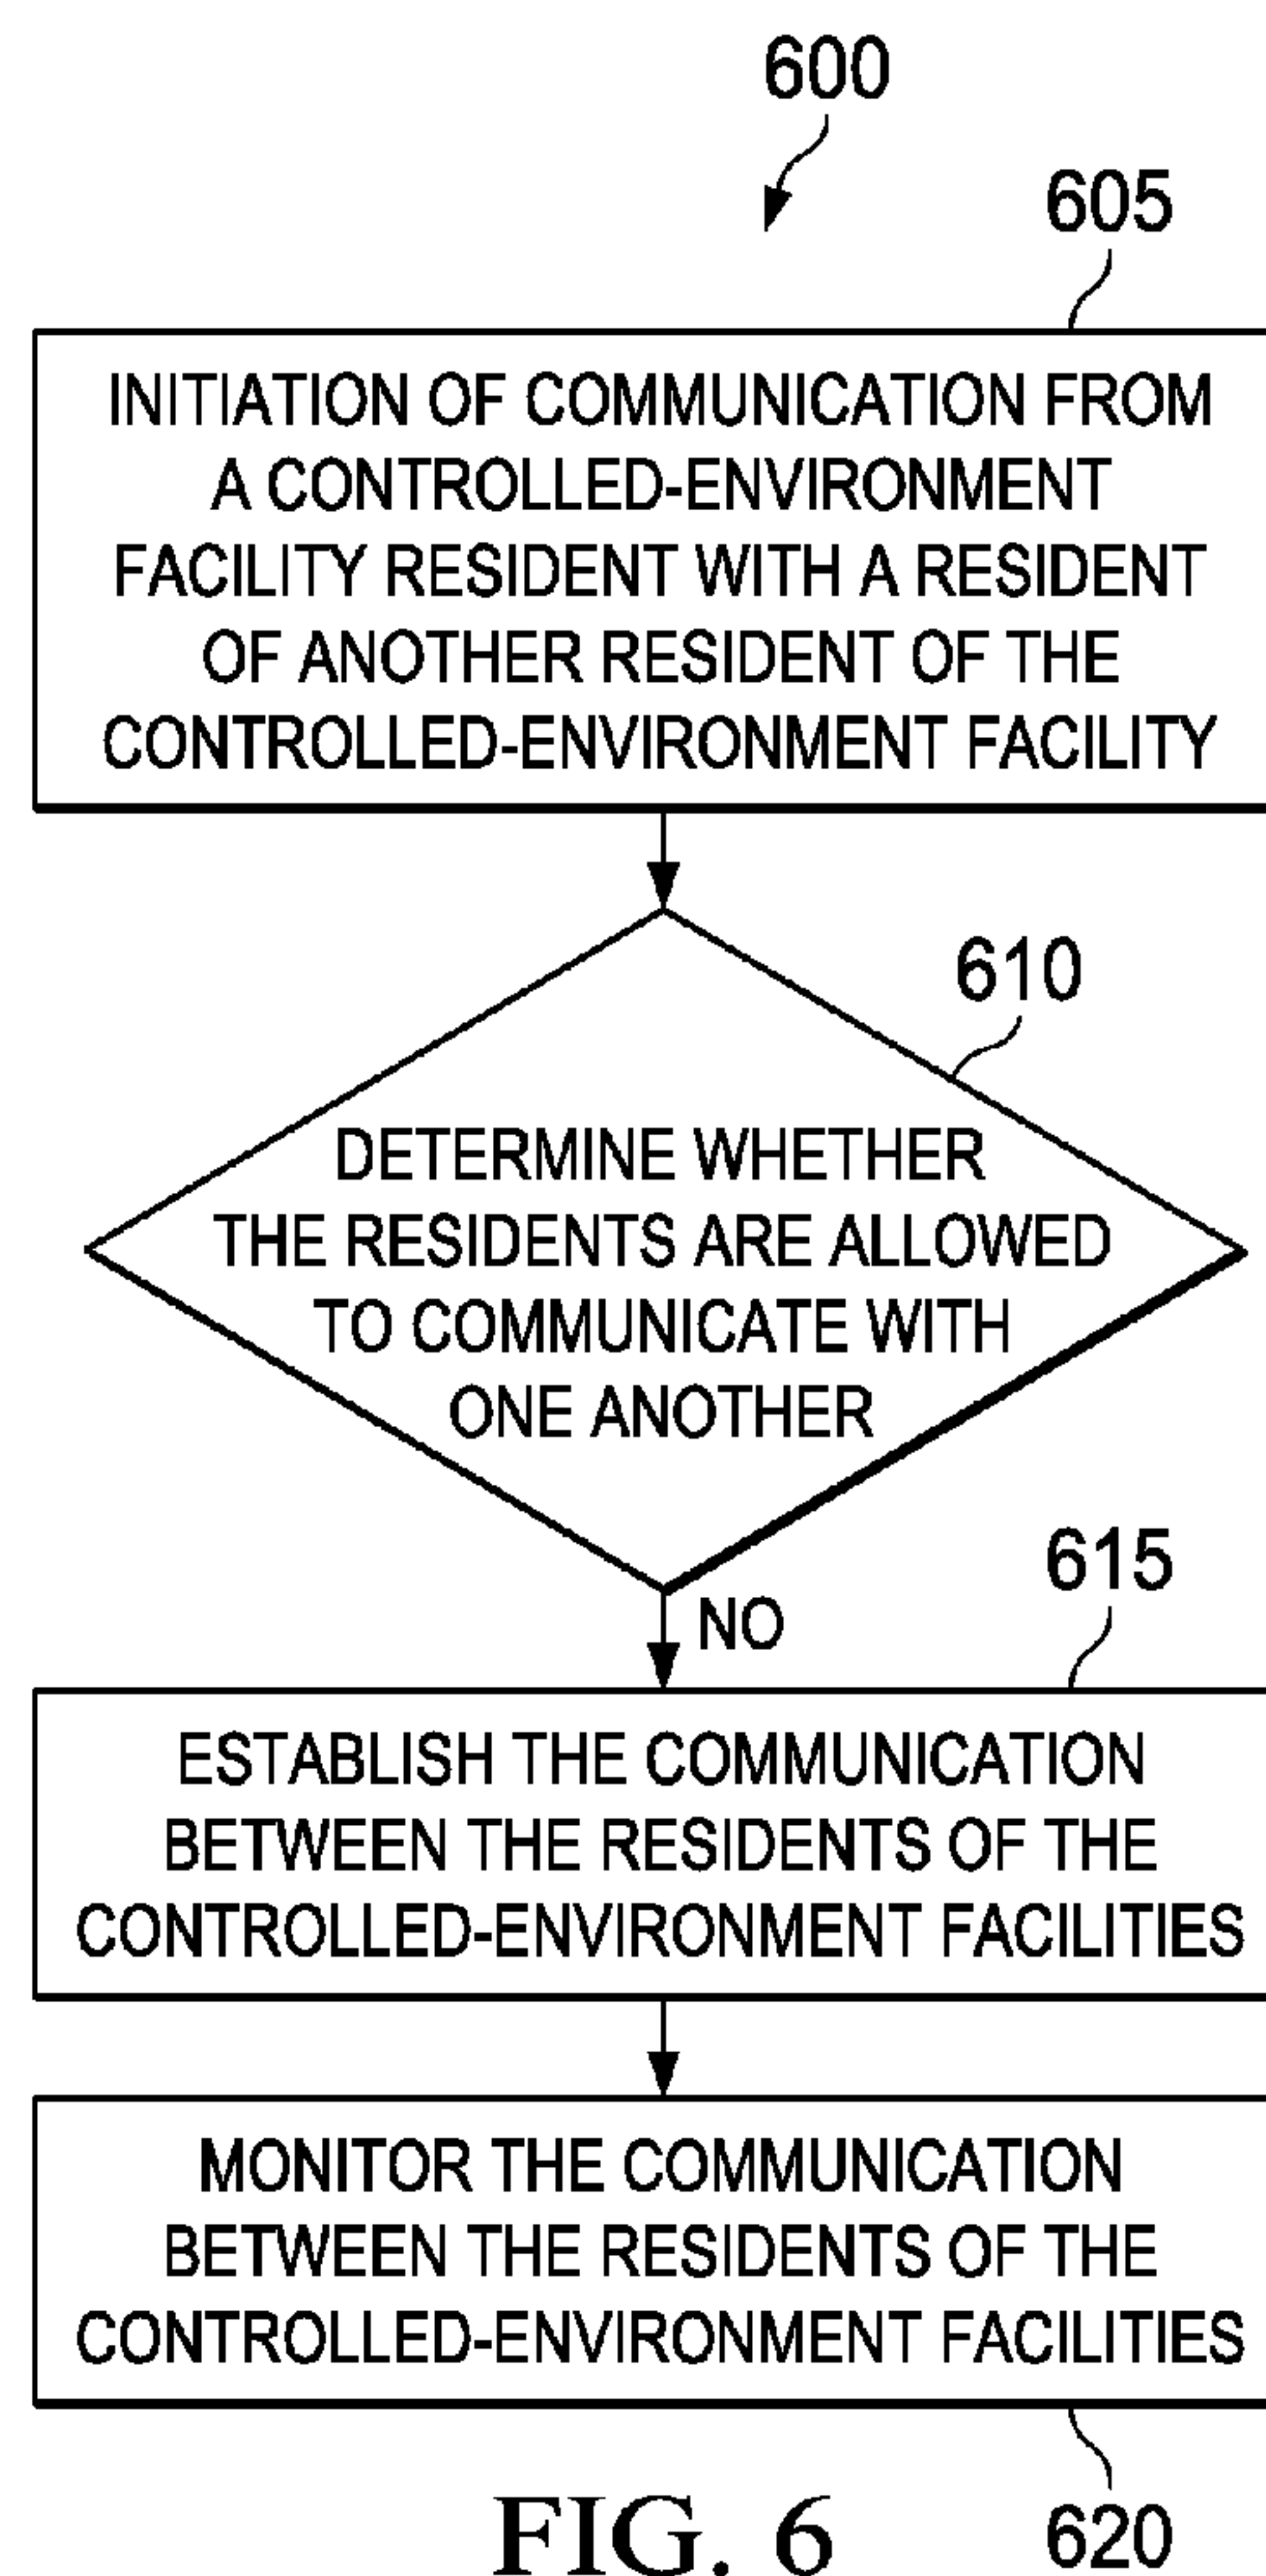 600
605
INITIATION OF COMMUNICATION FROM
A CONTROLLED-ENVIRONMENT
FACILITY RESIDENT WITH A RESIDENT
OF ANOTHER RESIDENT OF THE
CONTROLLED-ENVIRONMENT FACILITY
610
DETERMINE WHETHER
THE RESIDENTS ARE ALLOWED
TO COMMUNICATE WITH
ONE ANOTHER
NO
615
ESTABLISH THE COMMUNICATION
BETWEEN THE RESIDENTS OF THE
CONTROLLED-ENVIRONMENT FACILITIES
MONITOR THE COMMUNICATION
BETWEEN THE RESIDENTS OF THE
CONTROLLED-ENVIRONMENT FACILITIES
620
FIG. 6